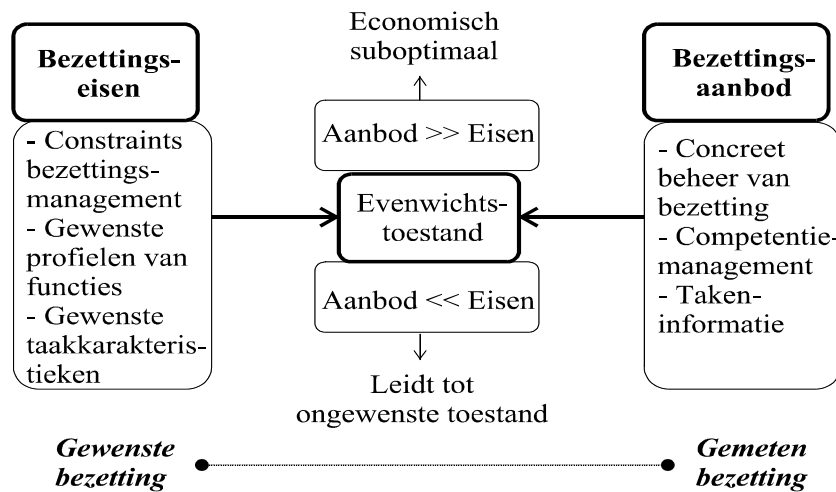 Bezettings-
eisen
- Constraints
bezettings-
management
- Gewenste
profielen van
functies
- Gewenste
taakkarakteris-
tieken
Economisch
suboptimaal
Aanbod >> Eisen
Evenwichts-
toestand
Aanbod << Eisen
Leidt tot
ongewenste toestand
Bezettings-
aanbod
- Concreet
beheer van
bezetting
- Competentie-
management
- Taken-
informatie
Gewenste
bezetting
Gemeten
bezetting